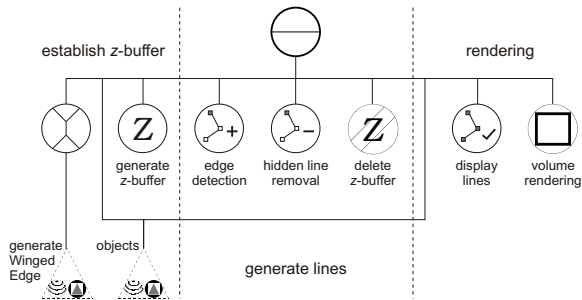 establish z-buffer
rendering
Z
+
−
Z
generate
z-buffer
edge
detection
hidden line
removal
delete
z-buffer
display
lines
volume
rendering
generate
Winged
Edge
objects
generate lines